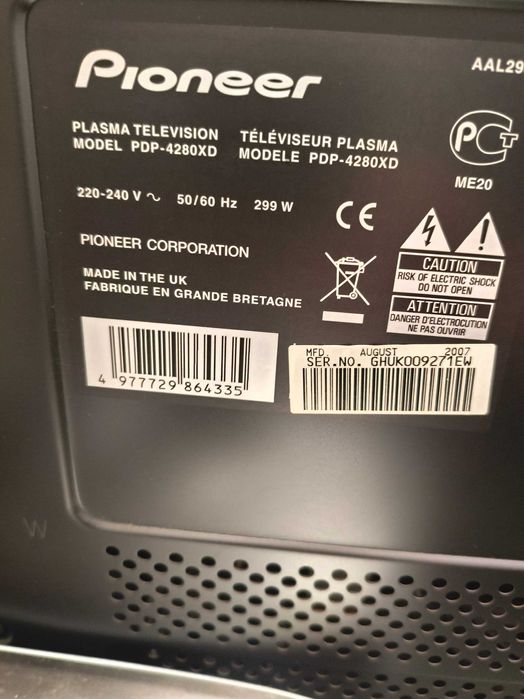 Pioneer
AAL29
PLASMA TELEVISION
MODEL PDP-4280XD
TÉLÉVISEUR PLASMA
MODELE PDP-4280XD
PCT
ME20
220-240 V ~ 50/60 Hz 299 W
CE
PIONEER CORPORATION
CAUTION
RISK OF ELECTRIC SHOCK
DO NOT OPEN
MADE IN THE UK
FABRIQUE EN GRANDE BRETAGNE
ATTENTION
DANGER D'ELECTROCUTION
NE PAS OUVRIR
4 977729 864335
MFD. AUGUST 2007
SER.NO. GHUK009271EW
W